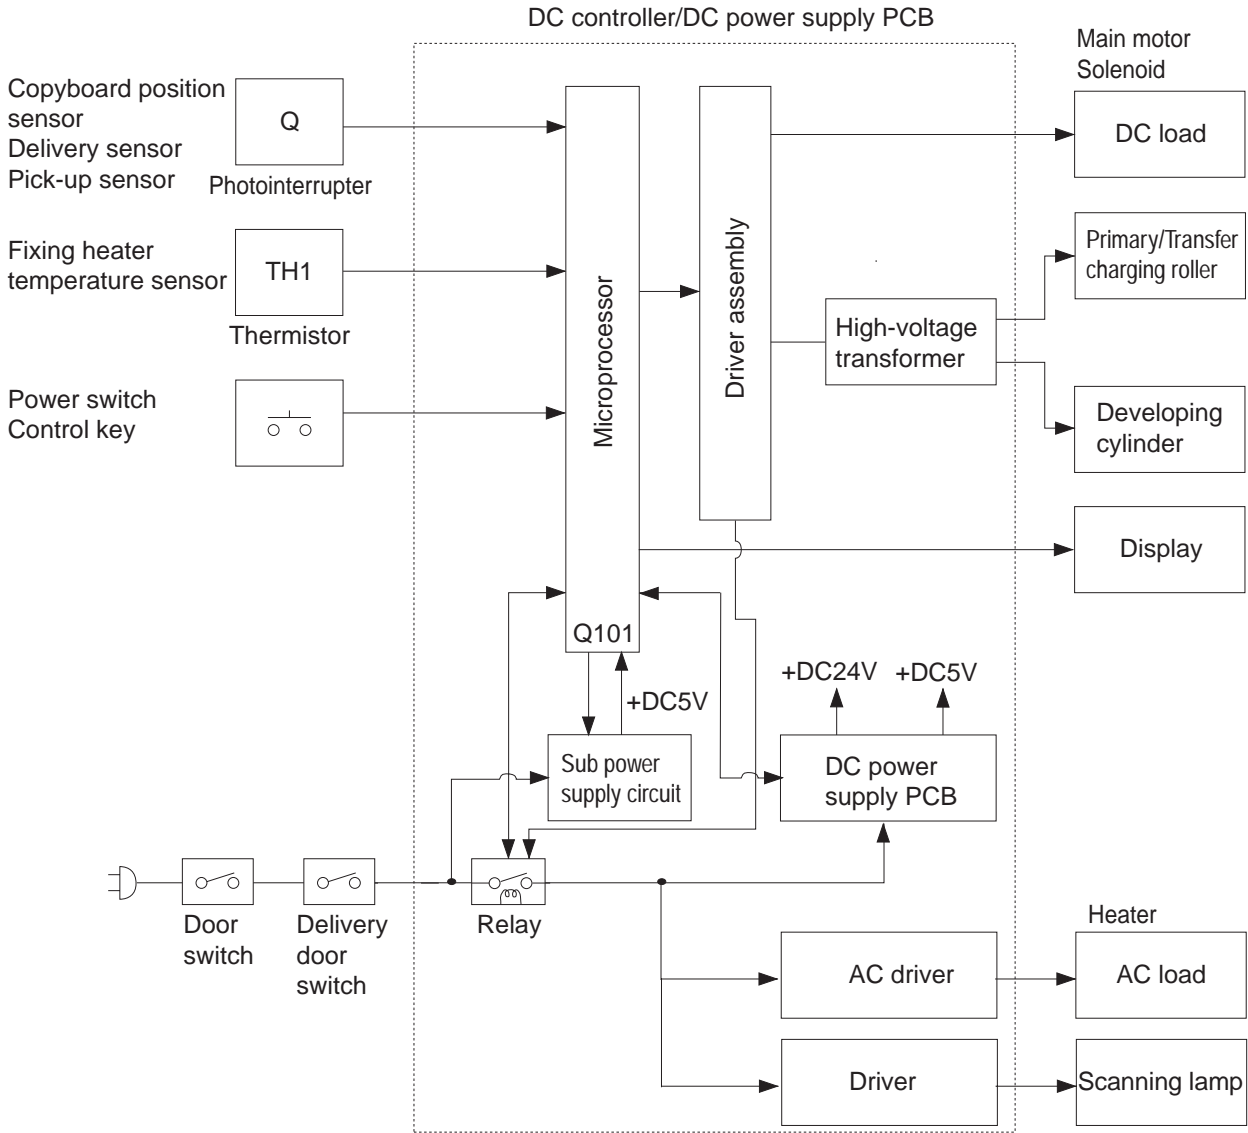 DC controller/DC power supply PCB
Main motor
Solenoid
Copyboard position
sensor
Delivery sensor
Pick-up sensor
Q
Photointerrupter
DC load
Fixing heater
temperature sensor
TH1
Thermistor
Primary/Transfer
charging roller
Microprocessor
Driver assembly
High-voltage
transformer
Power switch
Control key
Developing
cylinder
Display
Q101
+DC5V
+DC24V
+DC5V
Sub power
supply circuit
DC power
supply PCB
Door
switch
Delivery
door
switch
Relay
Heater
AC driver
AC load
Driver
Scanning lamp